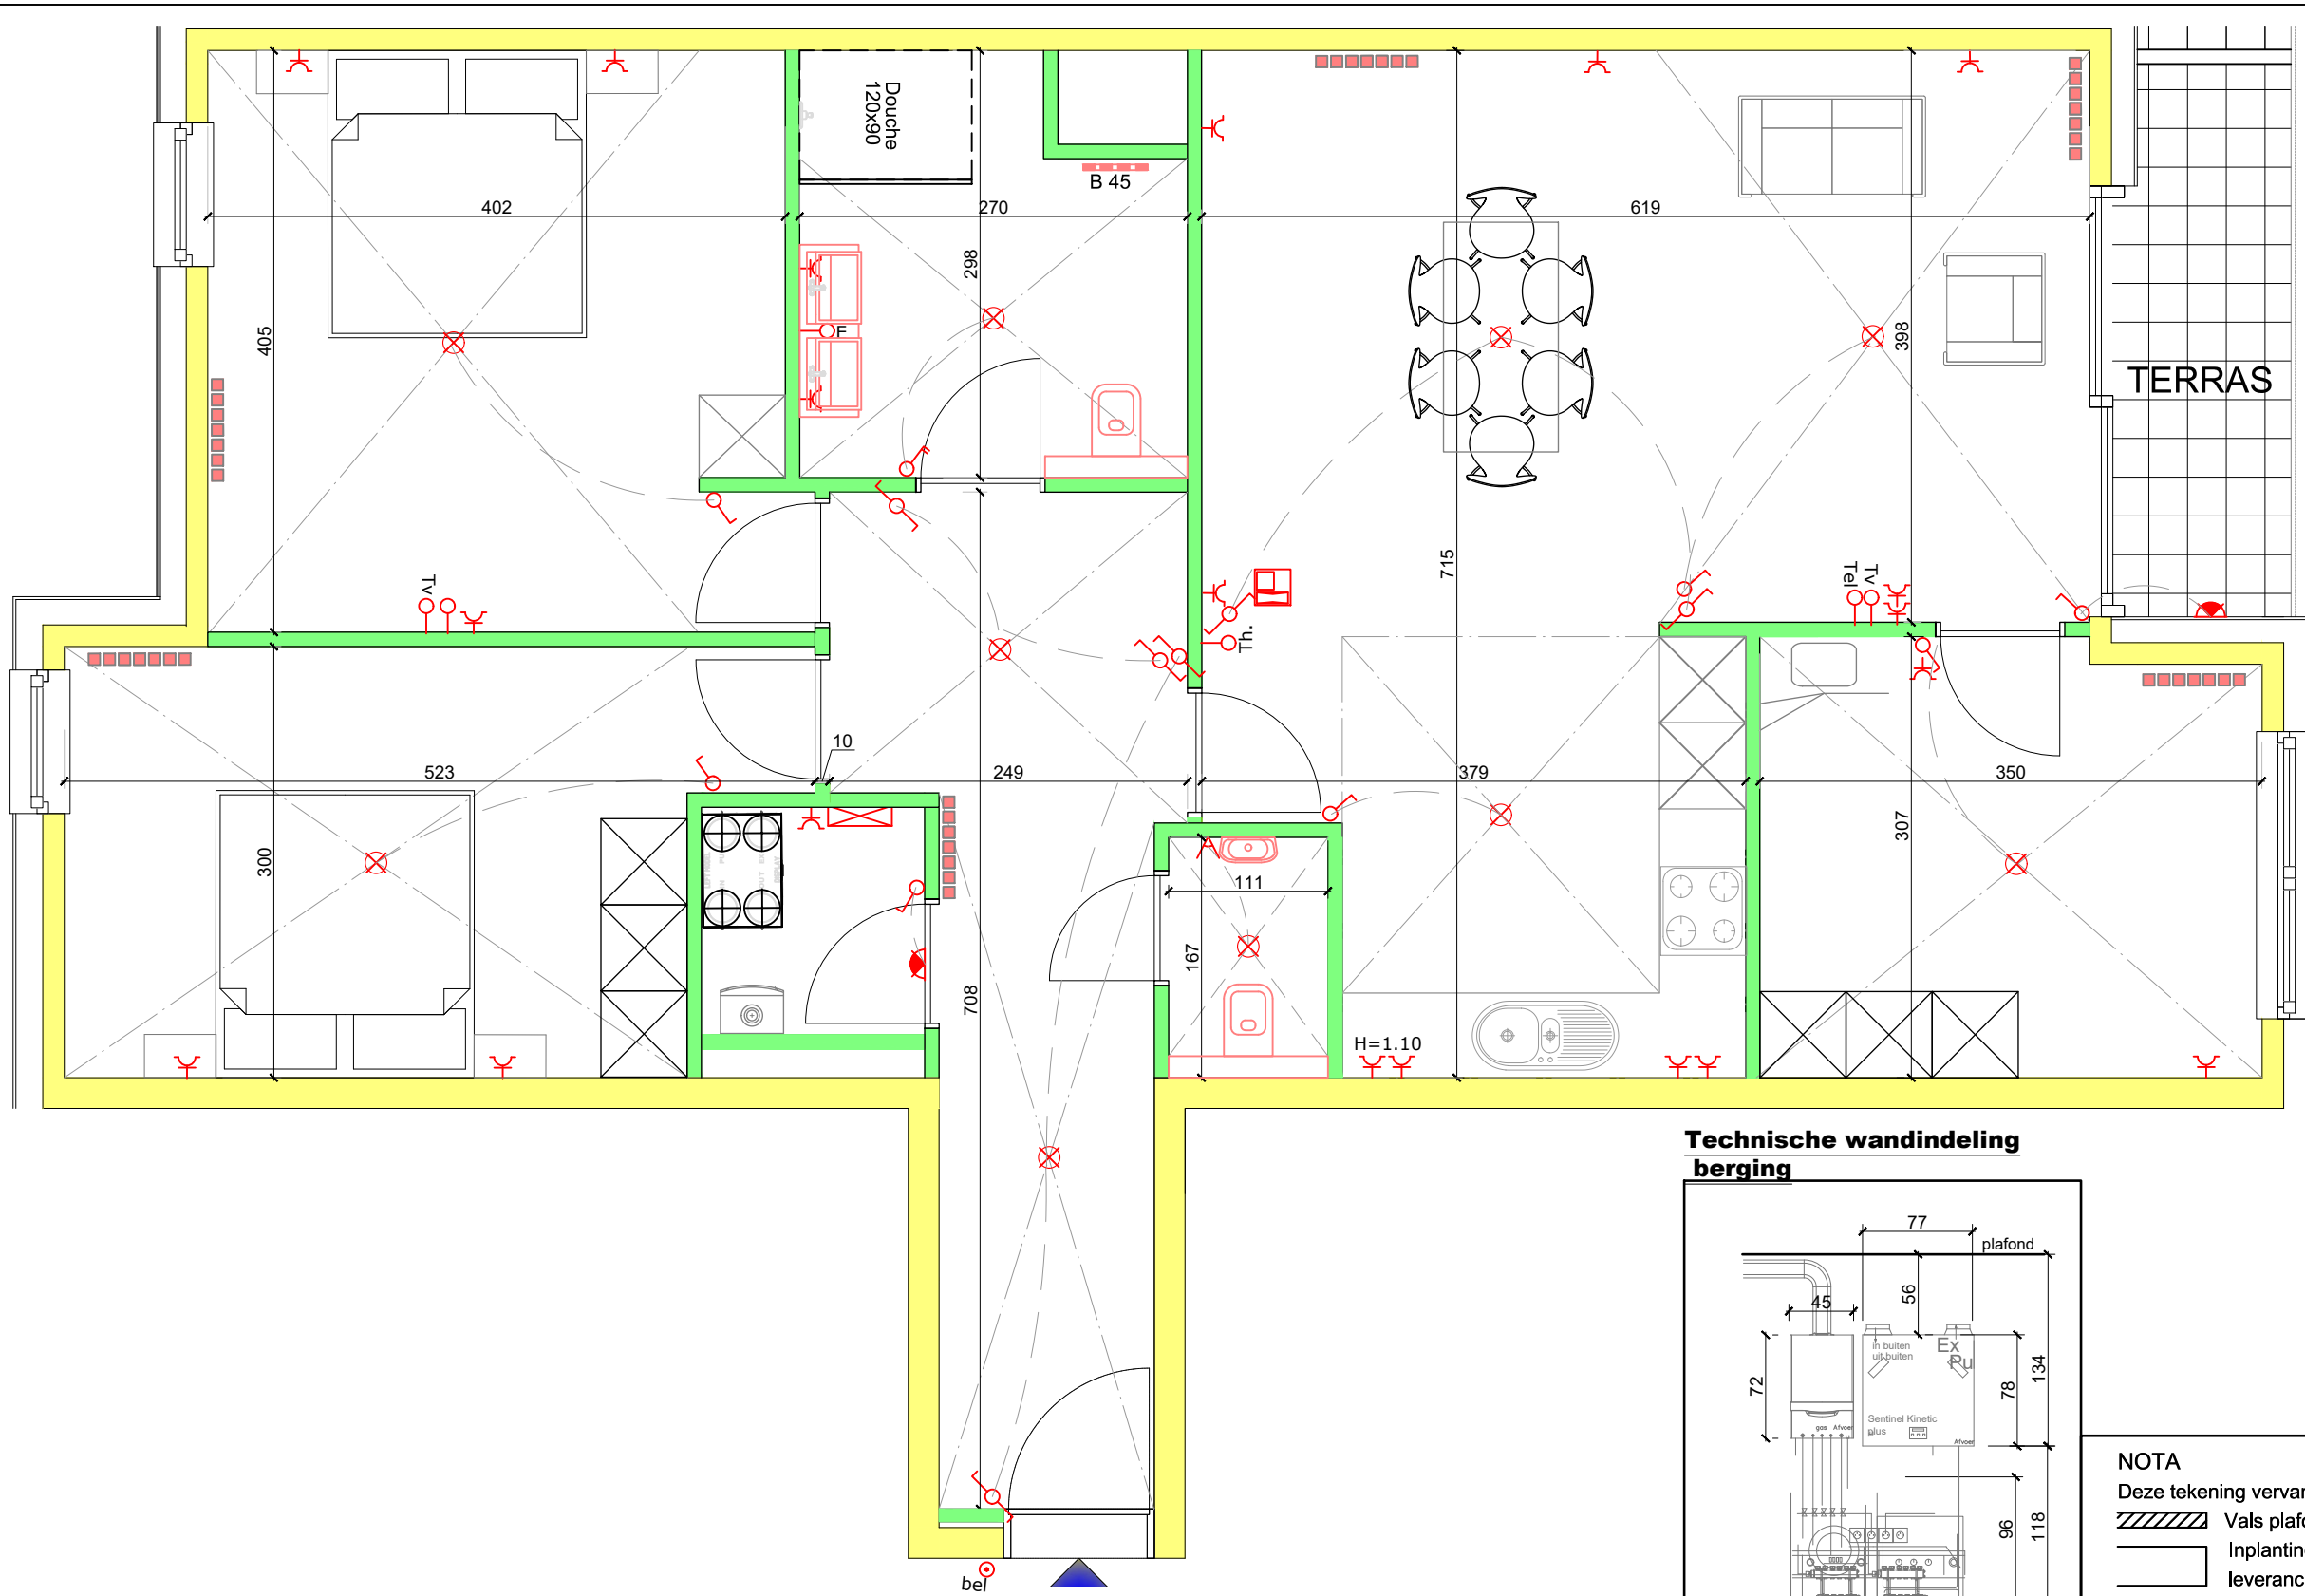 Douche
120x90
B 45
402
270
619
298
405
398
F
TERRAS
715
Tv
Tv
Tel
Th.
10
523
249
379
350
300
307
111
167
708
H=1.10
Technische wandindeling
berging
77
plafond
56
45
134
in buiten
uit buiten
Ex
Pu
72
78
Sentinel Kinetic
plus
gas Afvoer
Afvoer
NOTA
Deze tekening vervan
Vals plafo
96
118
Inplantin
leveranc
bel